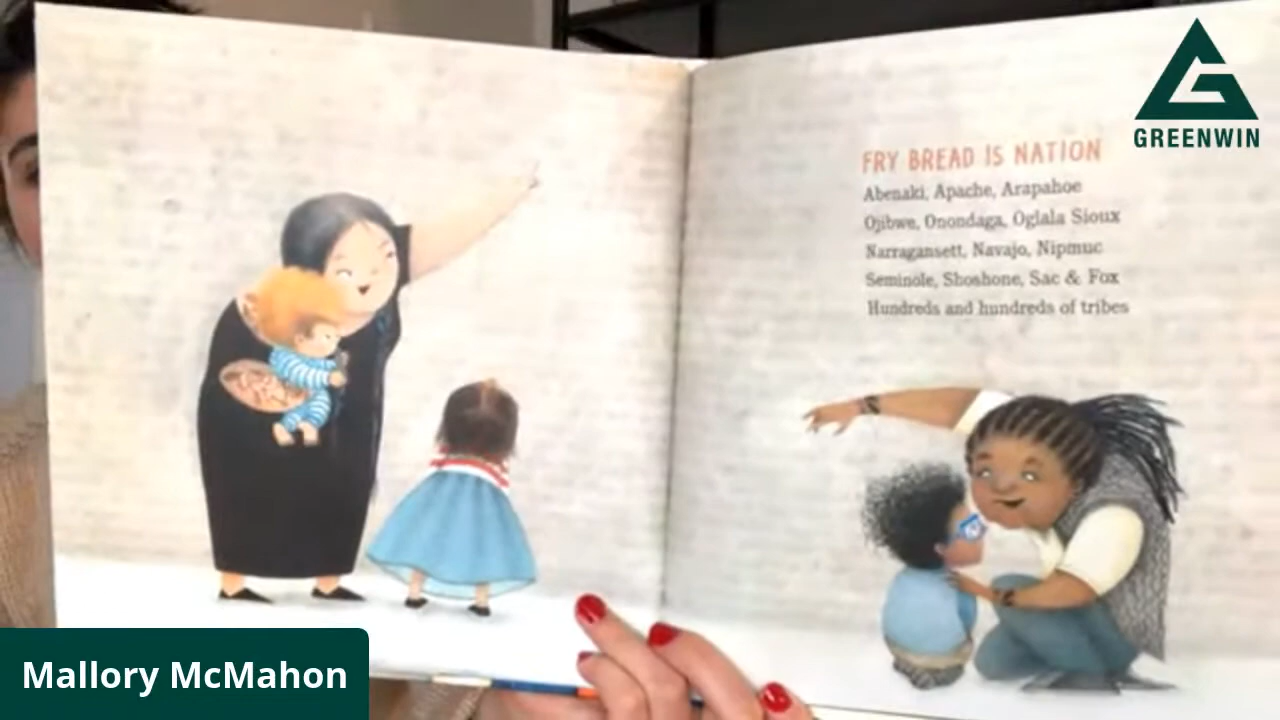 GREENWIN
FRY BREAD IS NATION
Abenaki, Apache, Arapahoe
Ojibwe, Onondaga, Oglala Sioux
Narragansett, Navajo, Nipmuc
Seminole, Shoshone, Sac & Fox
Hundreds and hundreds of tribes
Mallory McMahon